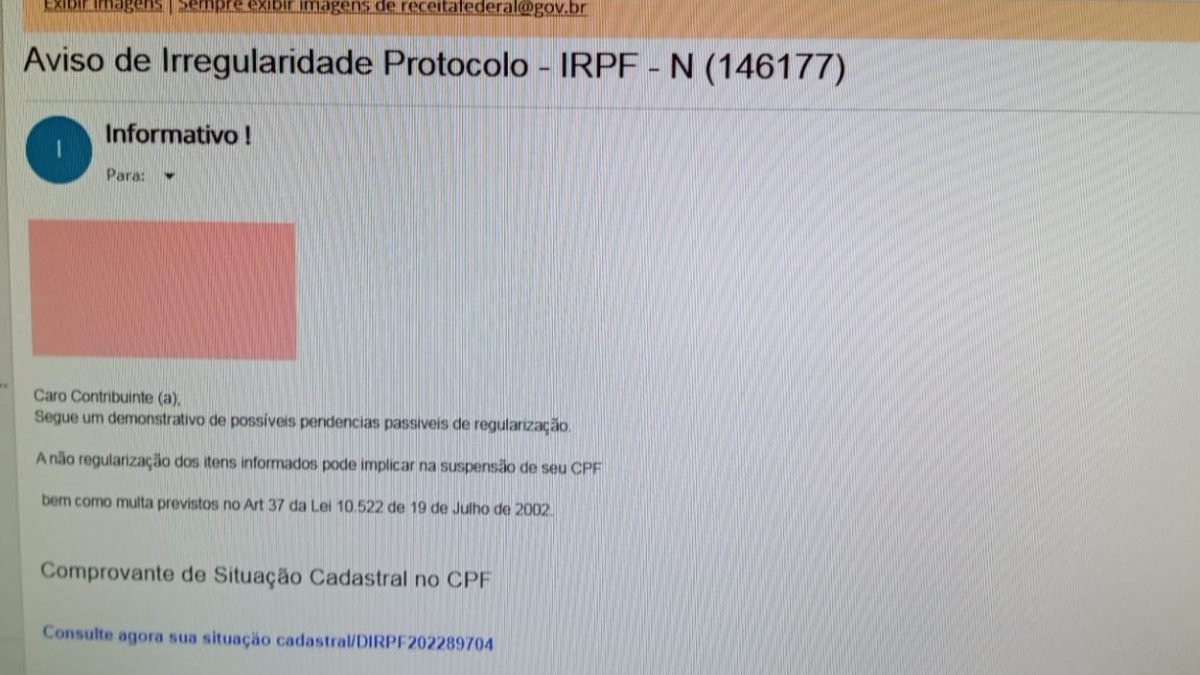 Exibir imagens | Sempre exibir imagens de receitafederal@gov.br
Aviso de Irregularidade Protocolo - IRPF - N (146177)
I
Informativo !
Para:
Caro Contribuinte (a),
Segue um demonstrativo de possíveis pendencias passiveis de regularização.
A não regularização dos itens informados pode implicar na suspensão de seu CPF
bem como multa previstos no Art 37 da Lei 10.522 de 19 de Julho de 2002.
Comprovante de Situação Cadastral no CPF
Consulte agora sua situação cadastral/DIRPF202289704